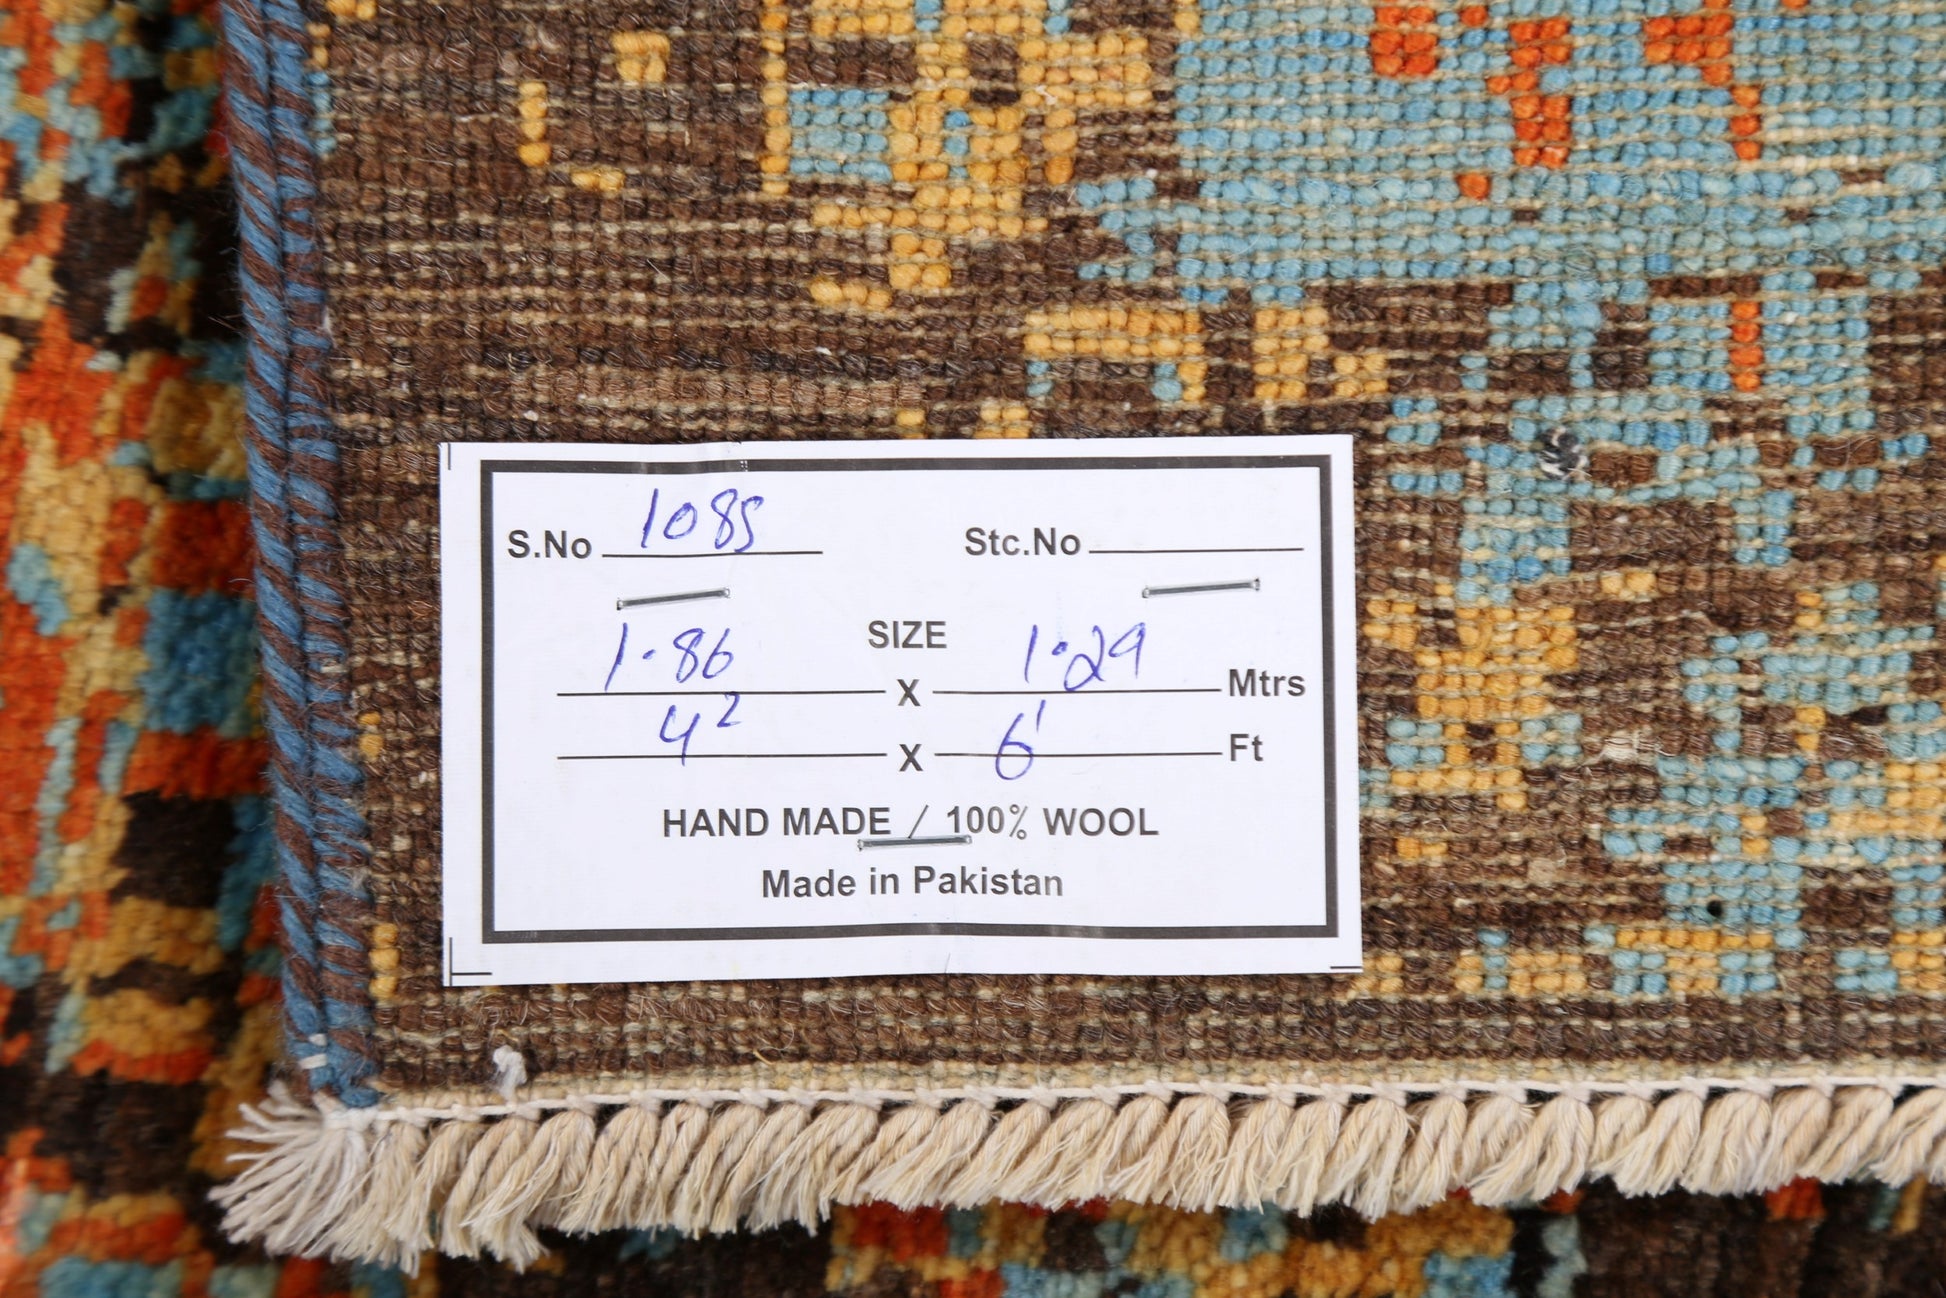 S.No 1085 Stc.No
SIZE
1.86 X 1.29 Mtrs
4 2 X 6' Ft
HAND MADE / 100% WOOL
Made in Pakistan